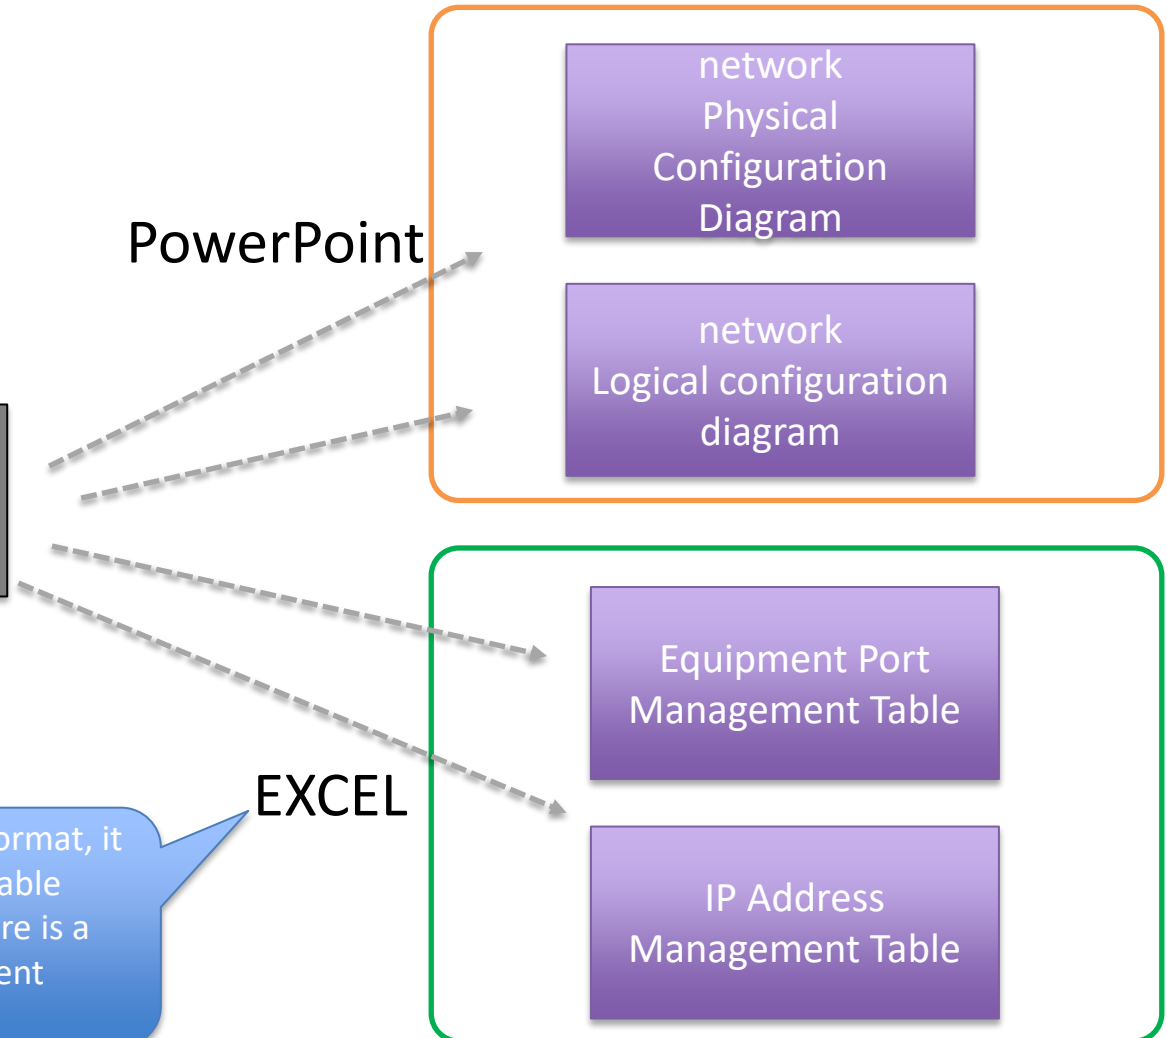 network
Physical
Configuration
Diagram
PowerPoint
network
Logical configuration
diagram
Equipment Port
Management Table
EXCEL
ormat, it
able
re is a
ent
IP Address
Management Table